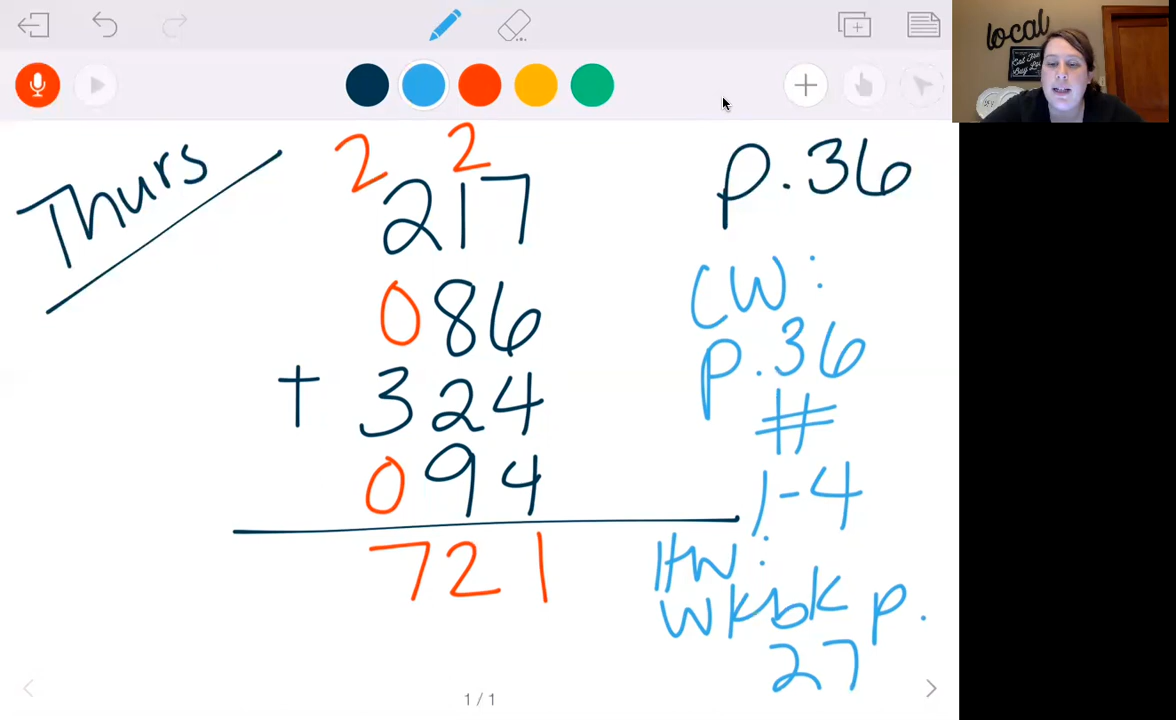 Thurs
2 2
217
086
+ 324
094
721
p.36
CW:
p.36
#
1-4
HW:
Wkbk p.
27
1/1
local